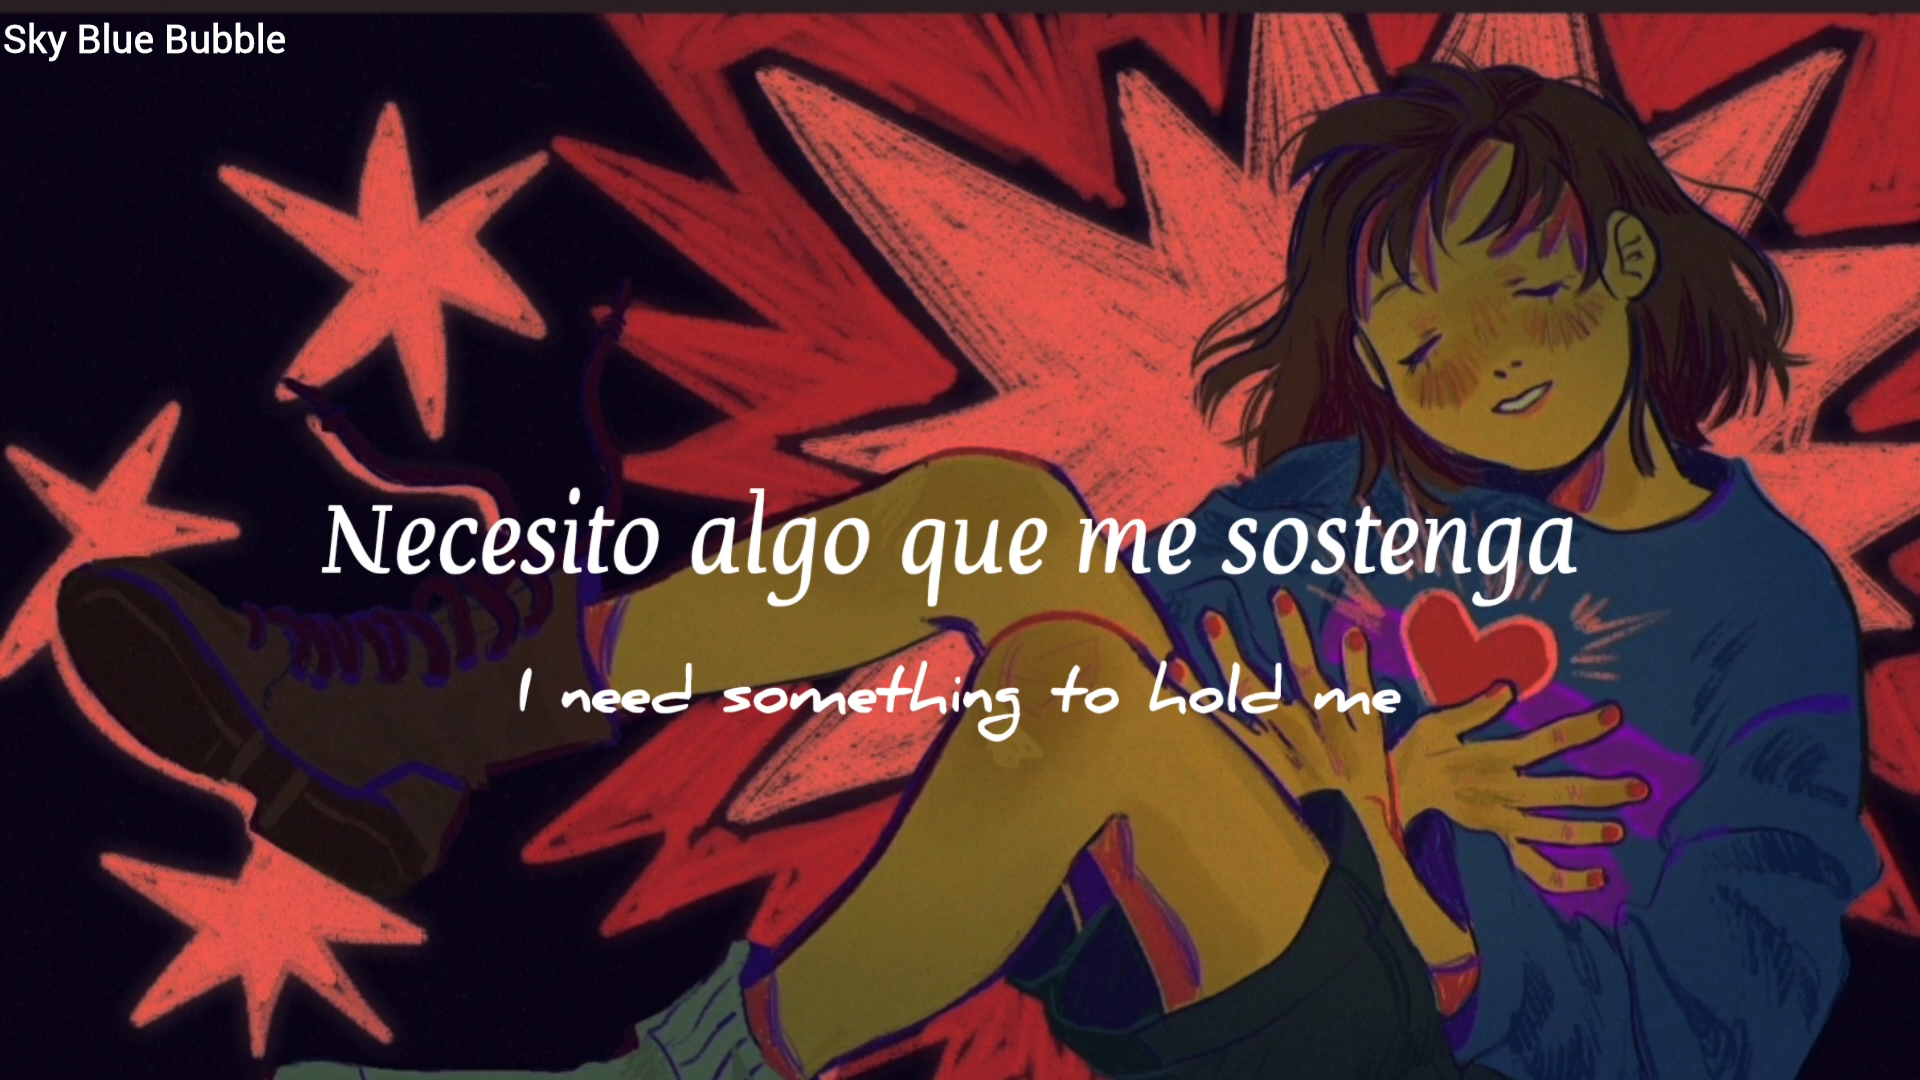 Sky Blue Bubble
Necesito algo que me sostenga
I need something to hold me